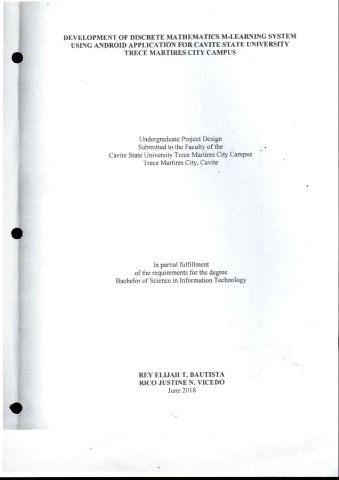 DEVELOPMENT OF DISCRETE MATHEMATICS M-LEARNING SYSTEM
USING ANDROID APPLICATION FOR CAVITE STATE UNIVERSITY
TRECE MARTIRES CITY CAMPUS
Undergraduate Project Design
Submitted to the Faculty of the
Cavite State University Trece Martires City Campus
Trece Martires City, Cavite
In partial fulfillment
of the requirements for the degree
Bachelor of Science in Information Technology
REY ELIJAH T. BAUTISTA
RICO JUSTINE N. VICEDO
June 2018